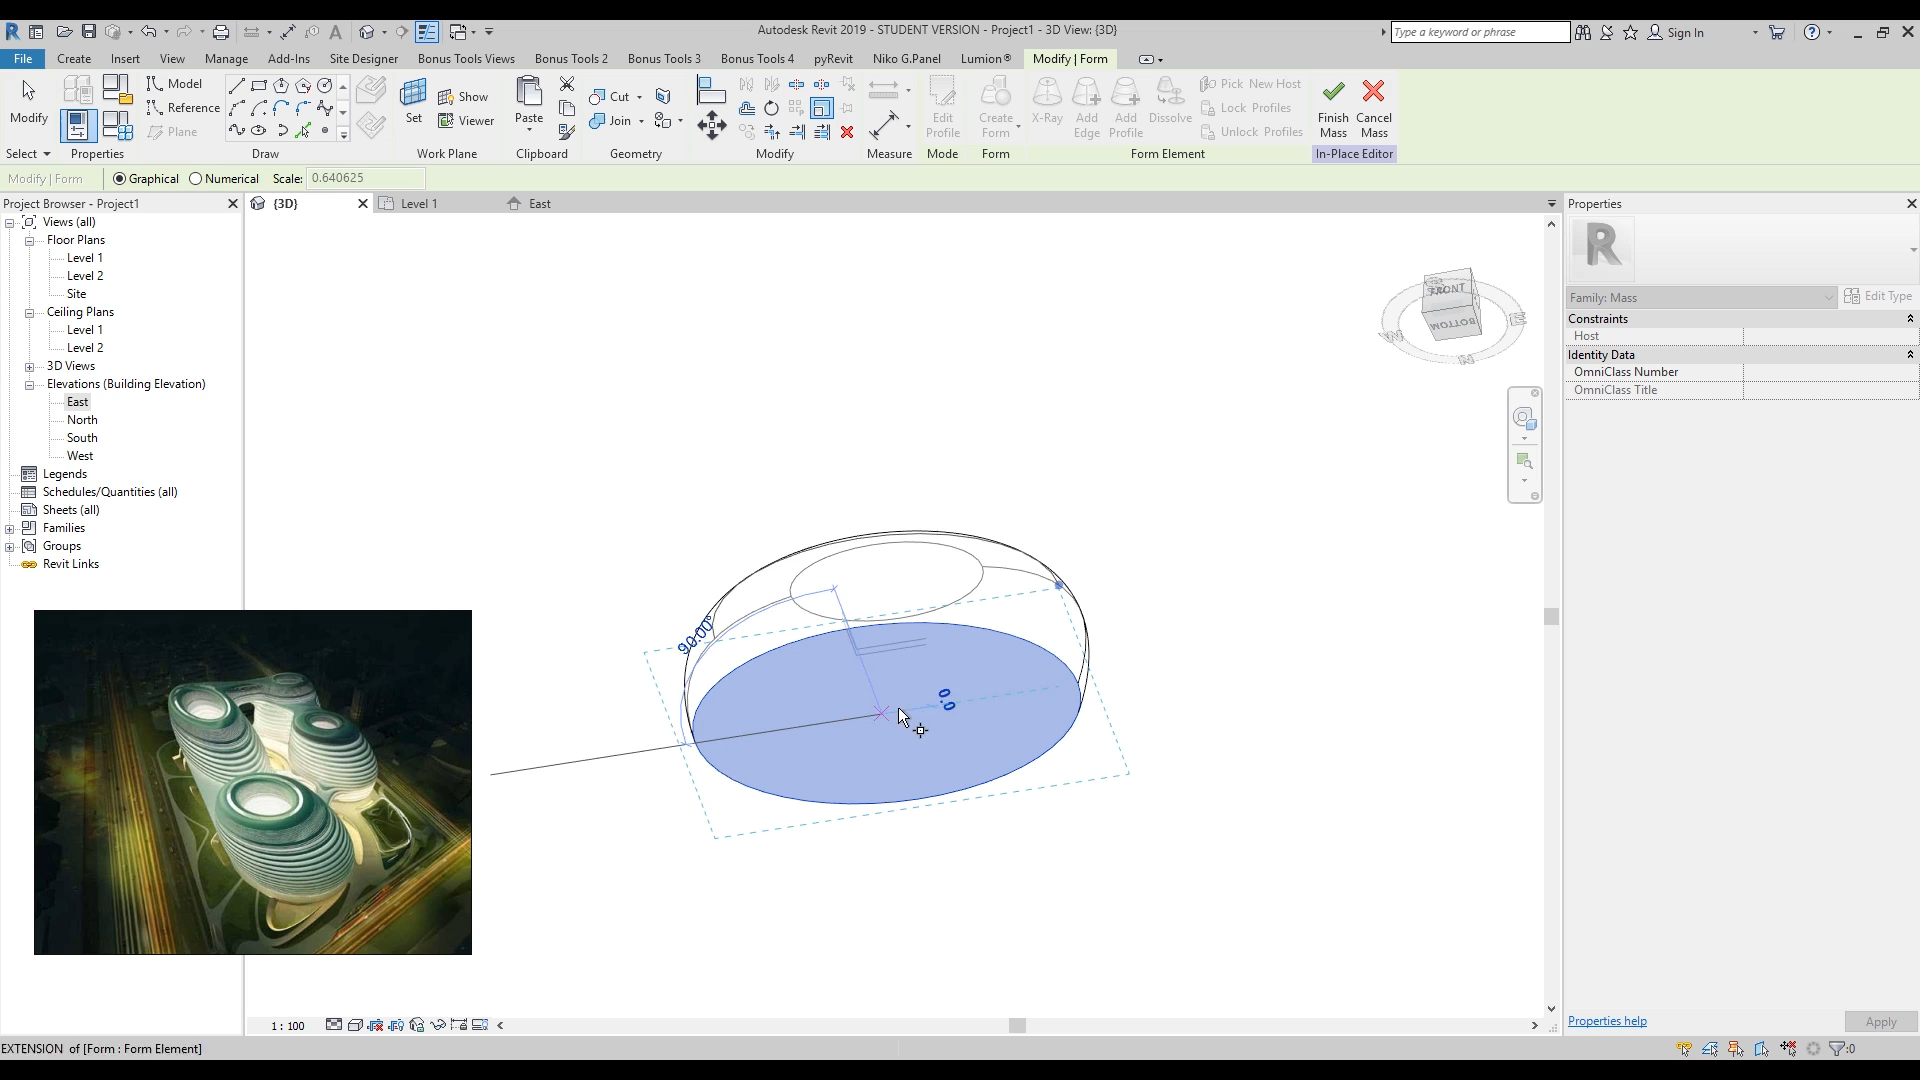 Autodesk Revit 2019 - STUDENT VERSION - Project1 - 3D View: {3D}
Type a keyword or phrase
Sign In
File Create Insert View Manage Add-Ins Site Designer Bonus Tools Views Bonus Tools 2 Bonus Tools 3 Bonus Tools 4 pyRevit Niko G.Panel Lumion® Modify | Form
Modify
Model
Reference
Plane
Set
Show
Viewer
Paste
Cut
Join
Edit Profile
Create Form
X-Ray
Add Edge
Add Profile
Dissolve
Pick New Host
Lock Profiles
Unlock Profiles
Finish Mass
Cancel Mass
Select Properties Draw Work Plane Clipboard Geometry Modify Measure Mode Form Form Element In-Place Editor
Modify | Form Graphical Numerical Scale: 0.640625
Project Browser - Project1
{3D} Level 1 East
Views (all)
Floor Plans
Level 1
Level 2
Site
Ceiling Plans
Level 1
Level 2
3D Views
Elevations (Building Elevation)
East
North
South
West
Legends
Schedules/Quantities (all)
Sheets (all)
Families
Groups
Revit Links
FRONT
BOTTOM
W
E
N
90.00°
0.0
Properties
R
Family: Mass
Edit Type
Constraints
Host
Identity Data
OmniClass Number
OmniClass Title
Properties help
Apply
1 : 100
EXTENSION of [Form : Form Element]
:0